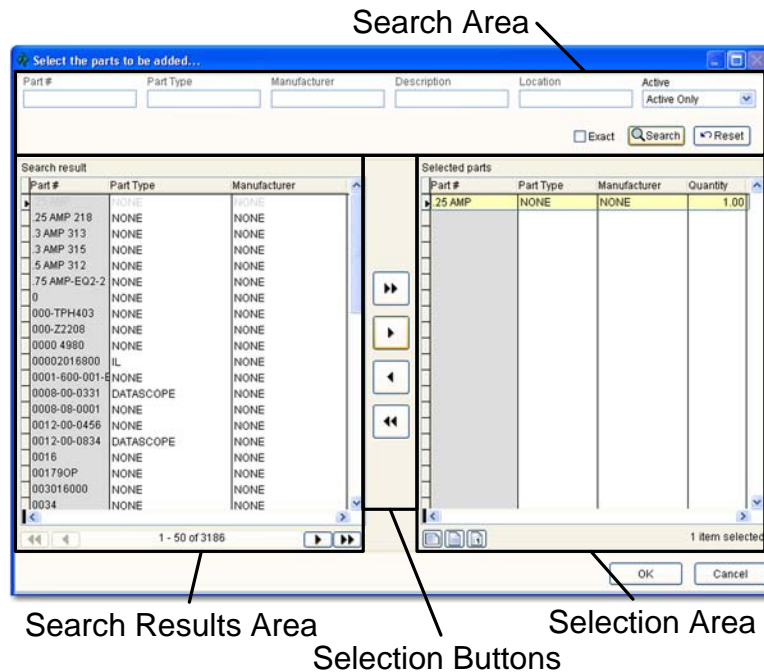 Search Area
Select the parts to be added...
Part # Part Type Manufacturer Description Location Active
Active Only
Exact Search Reset
Search result Selected parts
Part # Part Type Manufacturer Part # Part Type Manufacturer Quantity
.25 AMP NONE NONE .25 AMP NONE NONE 1.00
.25 AMP 218 NONE NONE
.3 AMP 313 NONE NONE
.3 AMP 315 NONE NONE
.5 AMP 312 NONE NONE
.75 AMP-EQ2-2 NONE NONE
0 NONE NONE
000-TPH403 NONE NONE
000-Z2208 NONE NONE
0000 4980 NONE NONE
00002016800 IL NONE
0001-600-001-E NONE NONE
0008-00-0331 DATASCOPE NONE
0008-08-0001 NONE NONE
0012-00-0456 NONE NONE
0012-00-0834 DATASCOPE NONE
0016 NONE NONE
00179OP NONE NONE
003016000 NONE NONE
0034 NONE NONE
1 - 50 of 3186 1 item selected
OK Cancel
Search Results Area Selection Area
Selection Buttons